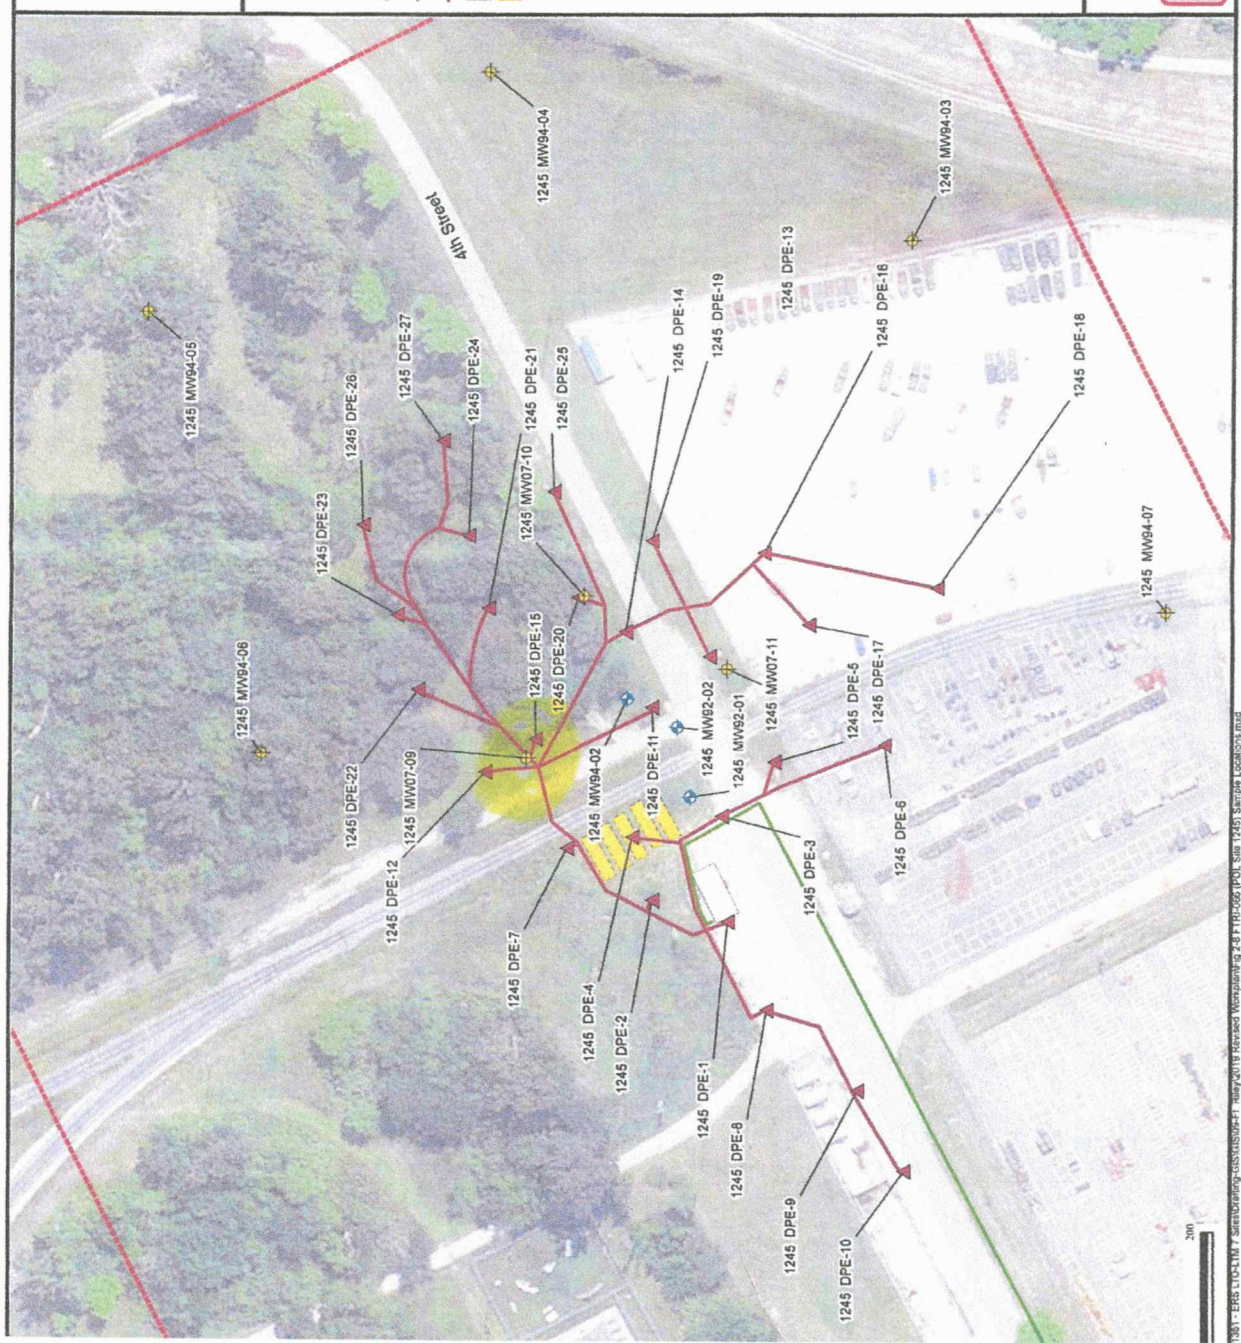 4th Street
1245 MW94-04
1245 MW94-03
1245 MW94-05
1245 DPE-27
1245 DPE-26
1245 DPE-24
1245 DPE-21
1245 DPE-25
1245 DPE-14
1245 DPE-19
1245 DPE-13
1245 DPE-16
1245 DPE-18
1245 DPE-23
1245 MW07-10
1245 MW94-06
1245 DPE-15
1245 DPE-20
1245 MW94-07
1245 DPE-22
1245 MW07-09
1245 MW94-02
1245 DPE-11
1245 MW92-02
1245 MW92-01
1245 MW07-11
1245 DPE-5
1245 DPE-17
1245 DPE-12
1245 DPE-7
1245 DPE-6
1245 DPE-3
1245 DPE-4
1245 DPE-2
1245 DPE-1
1245 DPE-8
1245 DPE-9
1245 DPE-10
200